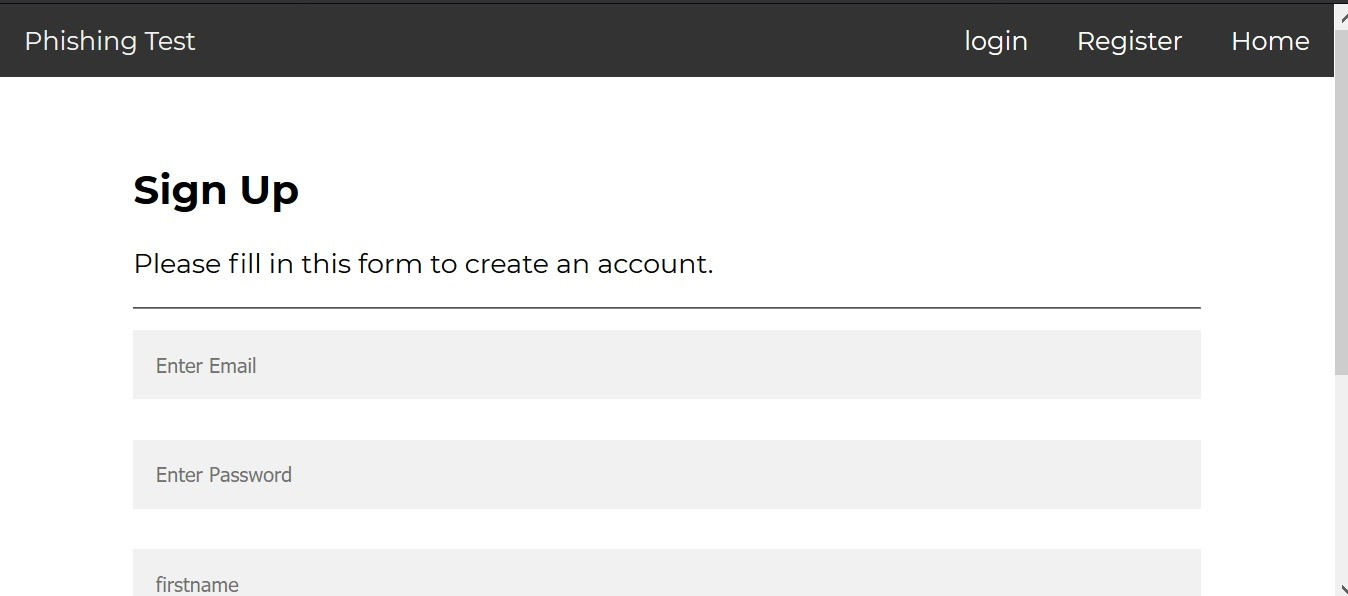 Phishing Test login Register Home
Sign Up
Please fill in this form to create an account.
Enter Email
Enter Password
firstname